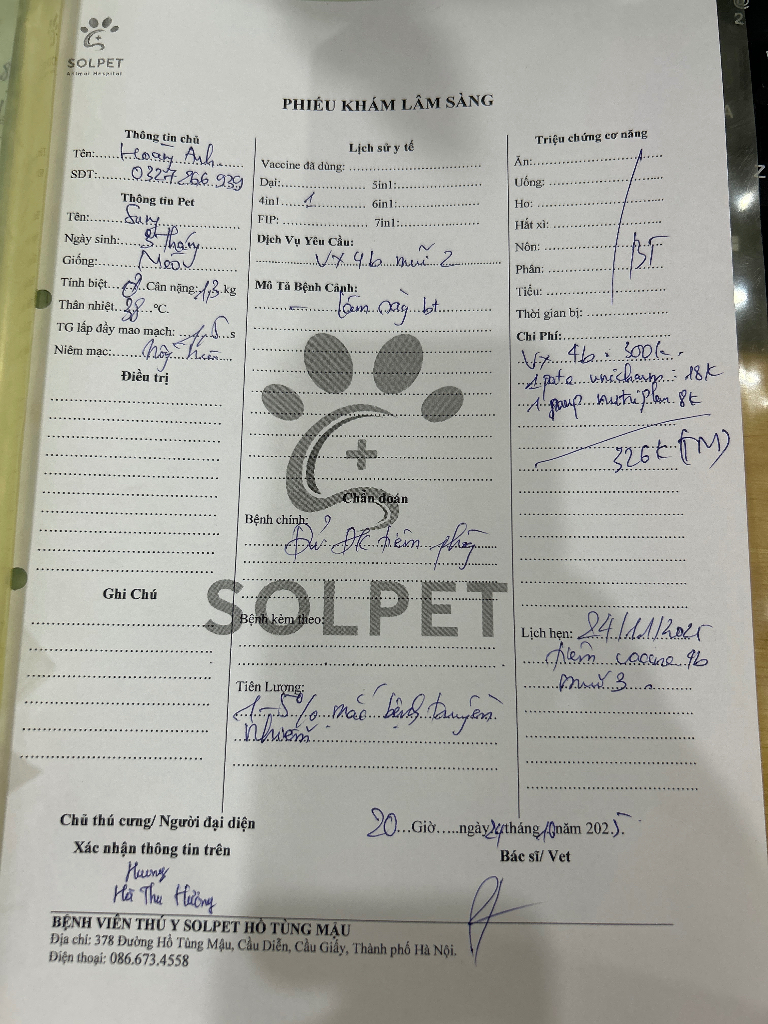 SOLPET
Animal Hospital
PHIẾU KHÁM LÂM SÀNG
Thông tin chủ
Tên: Hoàng Anh
SDT: 0327 266 939
Thông tin Pet
Tên: Sury
Ngày sinh: 3 tháng
Giống: Mèo
Tính biệt Cân nặng: 1,3 kg
Thân nhiệt 38 °C.
TG lấp đầy mao mạch: <1,5 s
Niêm mạc: hồng hào
Điều trị
Ghi Chú
Lịch sử y tế
Vaccine đã dùng:
Dại: 5in1:
4in1 1 6in1:
FIP: 7in1:
Dịch Vụ Yêu Cầu:
Vx 4b mũi 2
Mô Tả Bệnh Cảnh:
lâm sàg bt
Chẩn đoán
Bệnh chính:
Đủ ĐK tiêm phòg
SOLPET
Bệnh kèm theo:
Tiên Lượng:
1-5% mắc bệnh truyền
nhiễm
Triệu chứng cơ năng
Ăn:
Uống:
Ho:
Hắt xì:
Nôn: BT
Phân:
Tiểu:
Thời gian bị:
Chi Phí:
Vx 4b: 300k
1 pate unicharm: 18K
1 nutriplan 8k
326K (TM)
Lịch hẹn: 24/11/2025
tiêm vaccine 4b
mũi 3
Chủ thú cưng/ Người đại diện
Xác nhận thông tin trên
Hương
Hà Thu Hương
20 Giờ ngày 24 tháng 10 năm 2025.
Bác sĩ/ Vet
BỆNH VIỆN THÚ Y SOLPET HỒ TÙNG MẬU
Địa chỉ: 378 Đường Hồ Tùng Mậu, Cầu Diễn, Cầu Giấy, Thành phố Hà Nội.
Điện thoại: 086.673.4558